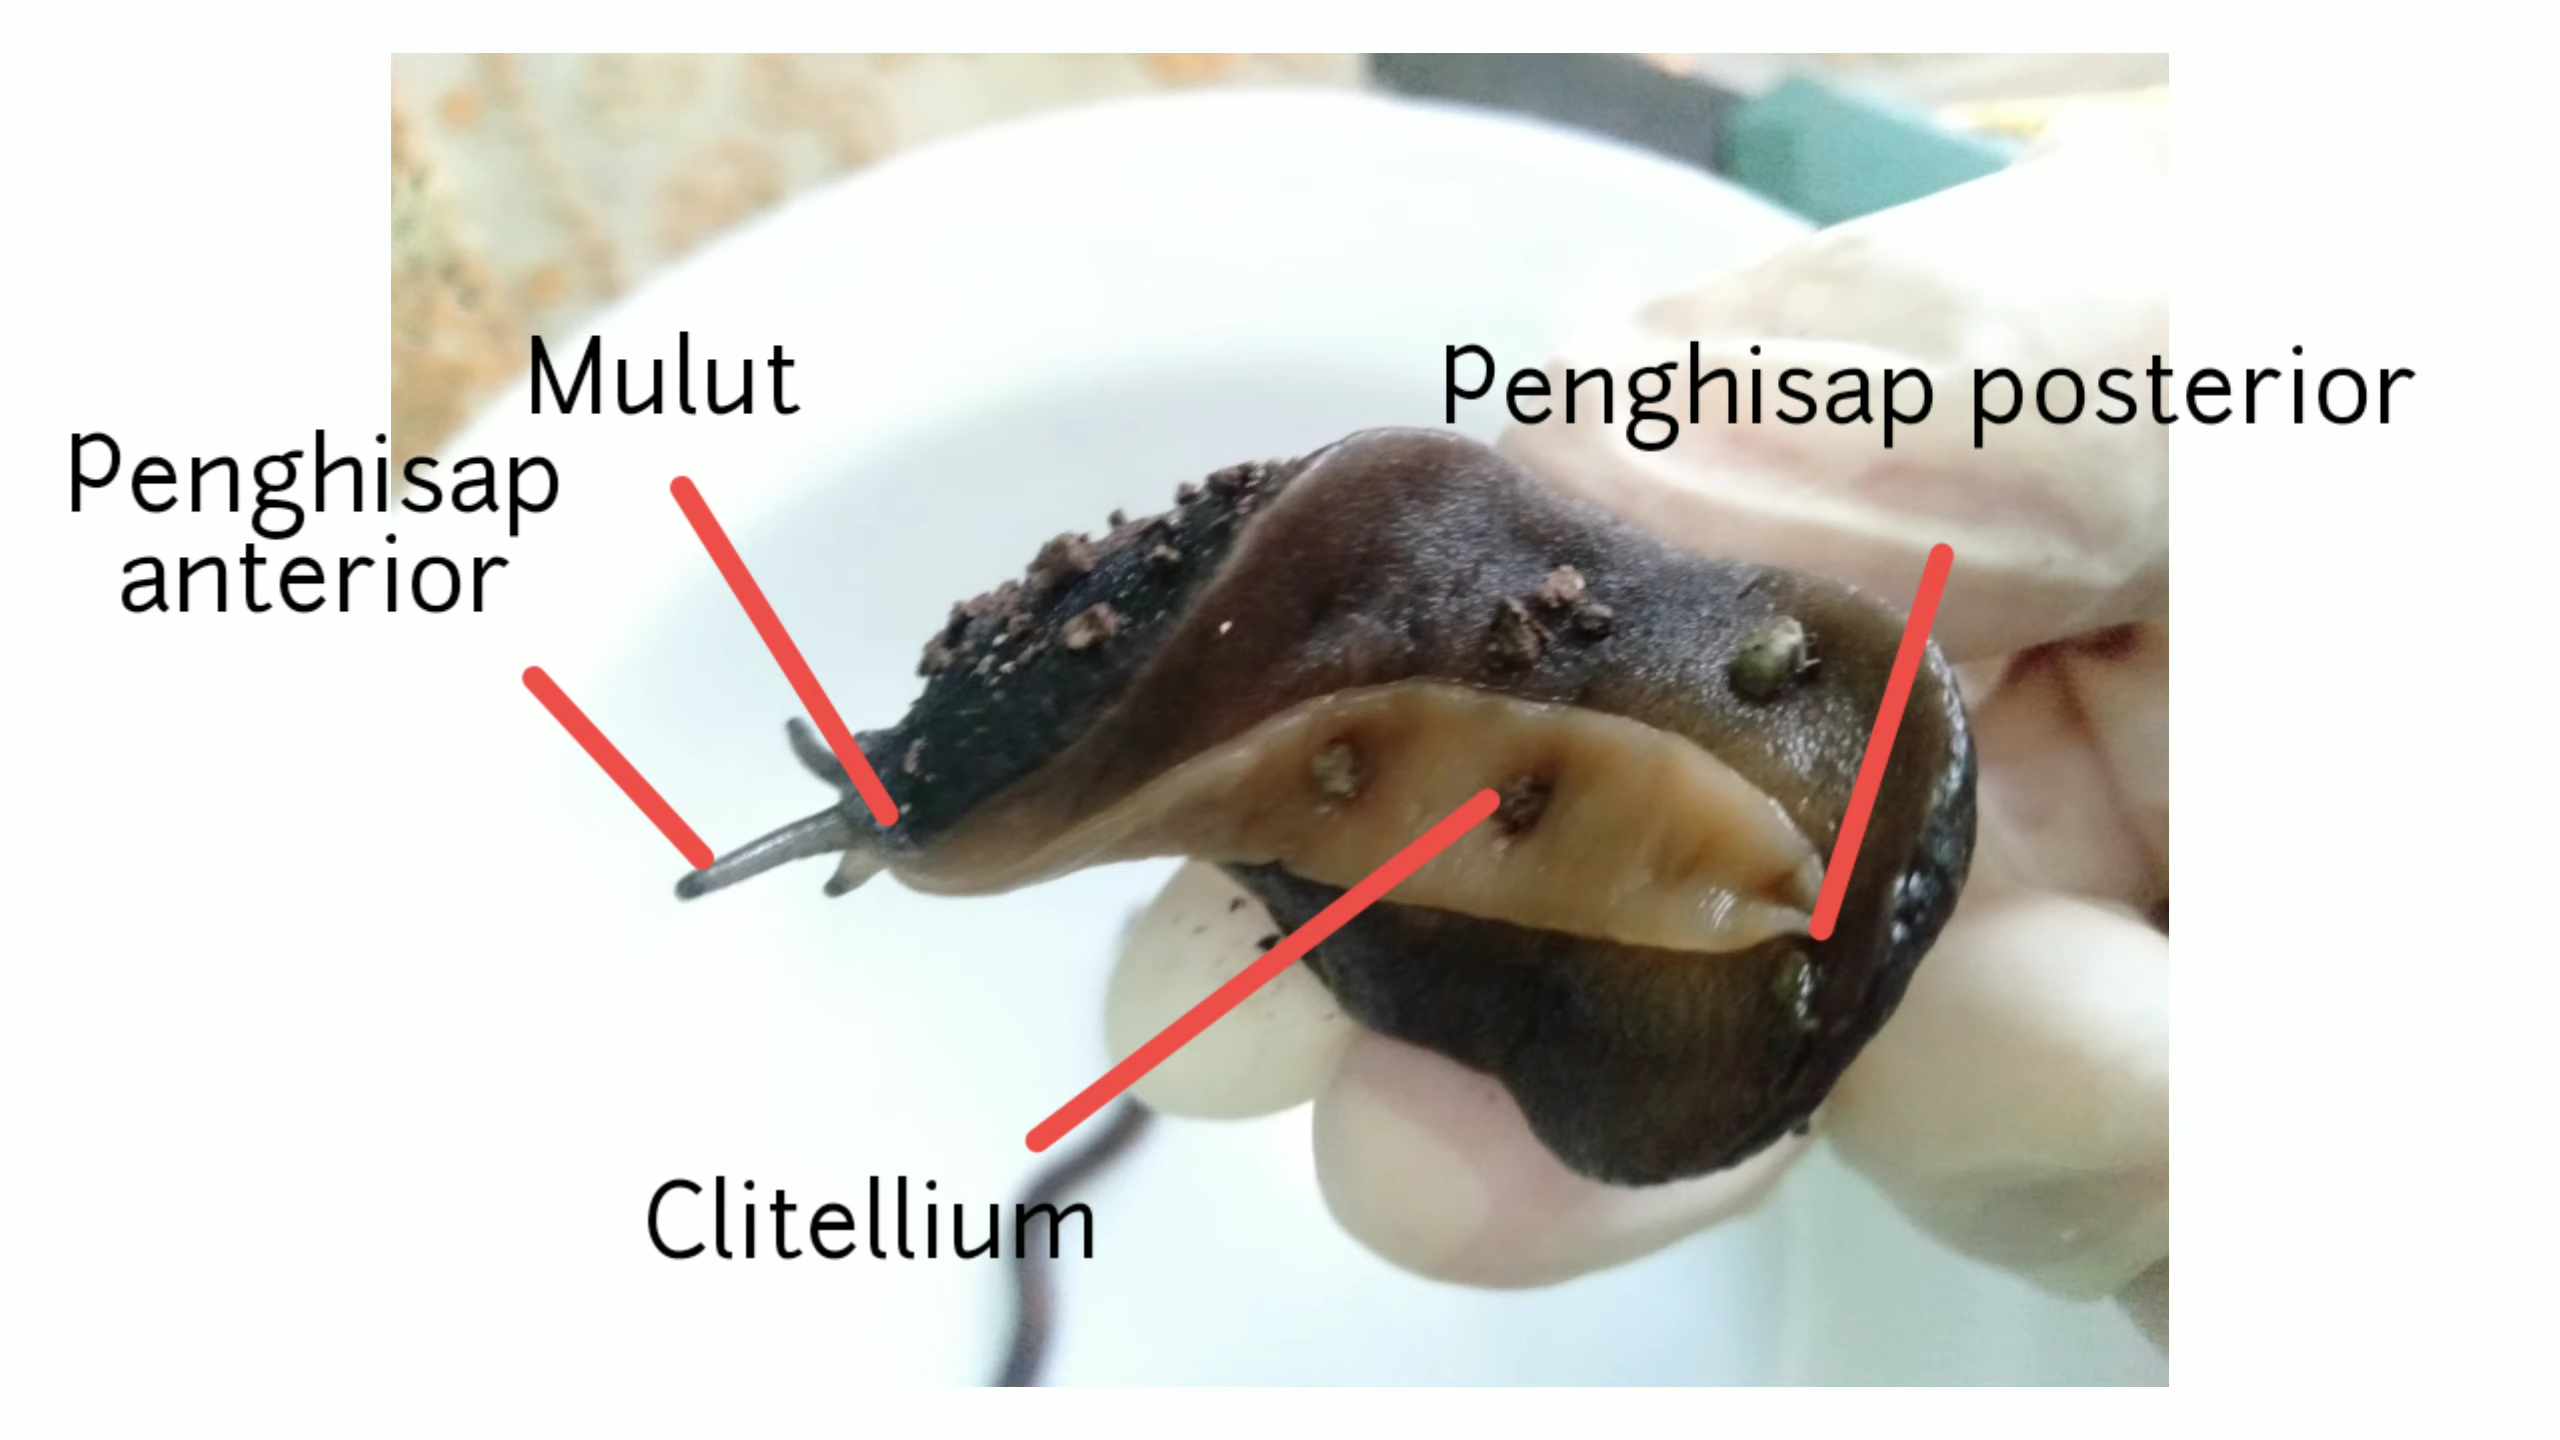 Mulut
Penghisap posterior
Penghisap
anterior
Clitellium